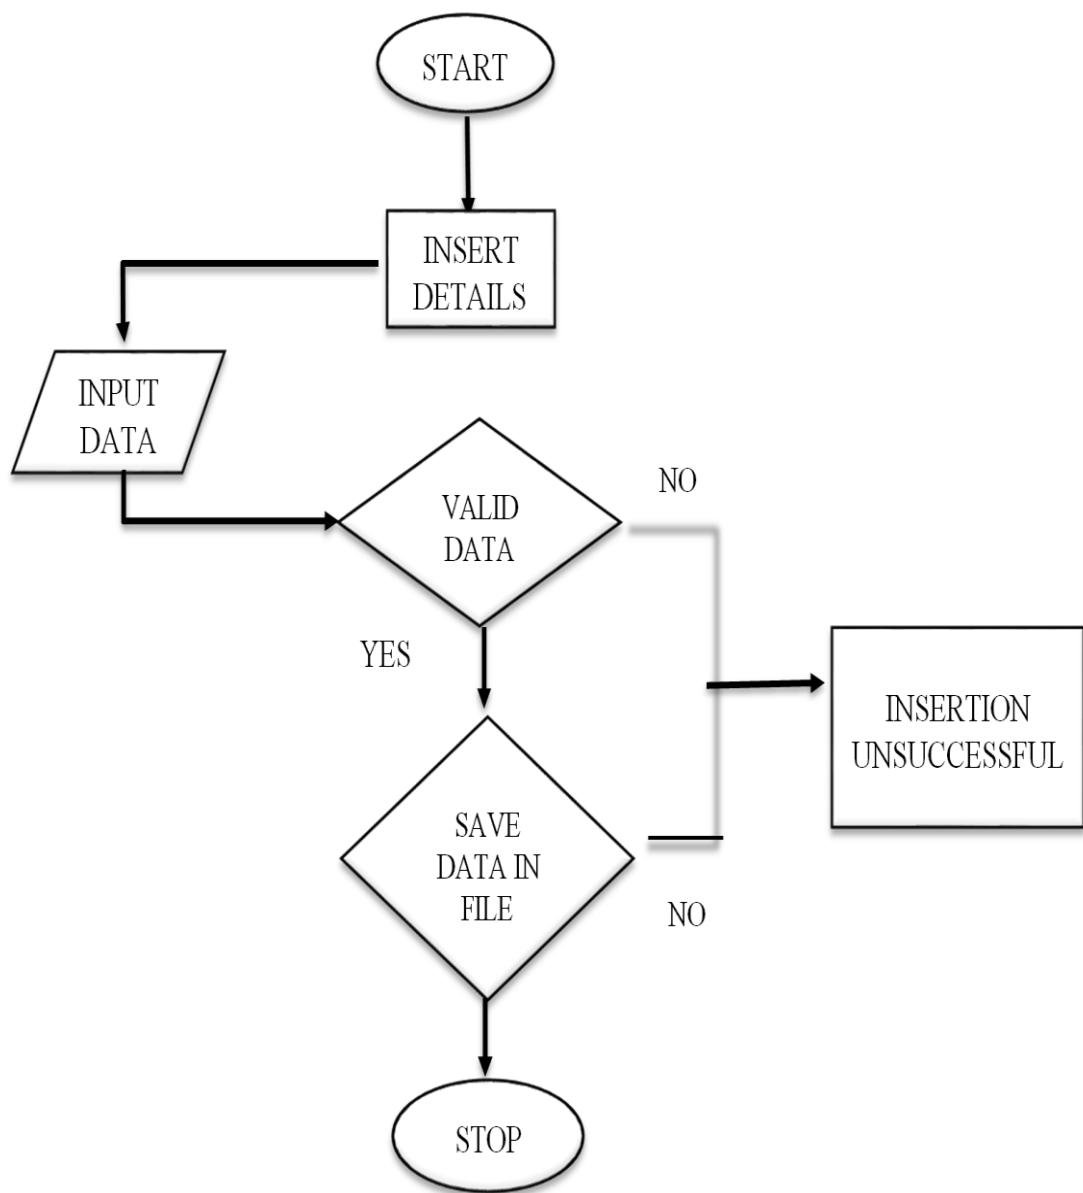 START
INSERT
DETAILS
INPUT
DATA
VALID
DATA
NO
YES
SAVE
DATA IN
FILE
NO
INSERTION
UNSUCCESSFUL
STOP